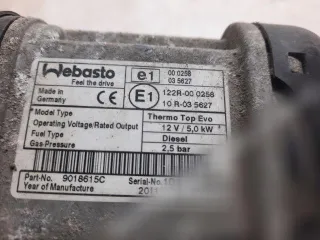 Webasto
Feel the drive
e1 00 0258
03 5627
Made in
Germany
CE E1 122R-00 0258
10 R-03 5627
Model Type Thermo Top Evo
Operating Voltage/Rated Output 12 V / 5,0 kW
Fuel Type Diesel
Gas-Pressure 2,5 bar
Part-No. 9018615C Serial-No.
Year of Manufacture